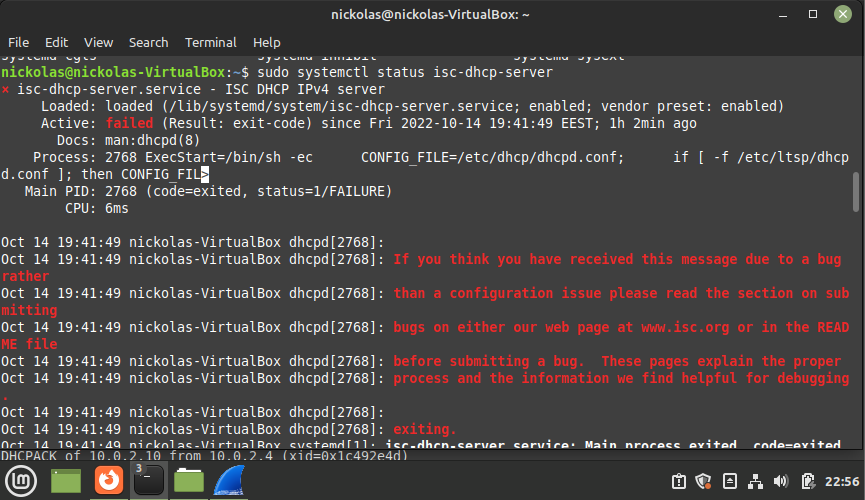 nickolas@nickolas-VirtualBox: ~
File Edit View Search Terminal Help
nickolas@nickolas-VirtualBox:~$ sudo systemctl status isc-dhcp-server
× isc-dhcp-server.service - ISC DHCP IPv4 server
Loaded: loaded (/lib/systemd/system/isc-dhcp-server.service; enabled; vendor preset: enabled)
Active: failed (Result: exit-code) since Fri 2022-10-14 19:41:49 EEST; 1h 2min ago
Docs: man:dhcpd(8)
Process: 2768 ExecStart=/bin/sh -ec CONFIG_FILE=/etc/dhcp/dhcpd.conf; if [ -f /etc/ltsp/dhcp
d.conf ]; then CONFIG_FIL>
Main PID: 2768 (code=exited, status=1/FAILURE)
CPU: 6ms
Oct 14 19:41:49 nickolas-VirtualBox dhcpd[2768]:
Oct 14 19:41:49 nickolas-VirtualBox dhcpd[2768]: If you think you have received this message due to a bug
rather
Oct 14 19:41:49 nickolas-VirtualBox dhcpd[2768]: than a configuration issue please read the section on sub
mitting
Oct 14 19:41:49 nickolas-VirtualBox dhcpd[2768]: bugs on either our web page at www.isc.org or in the READ
ME file
Oct 14 19:41:49 nickolas-VirtualBox dhcpd[2768]: before submitting a bug.  These pages explain the proper
Oct 14 19:41:49 nickolas-VirtualBox dhcpd[2768]: process and the information we find helpful for debugging
.
Oct 14 19:41:49 nickolas-VirtualBox dhcpd[2768]:
Oct 14 19:41:49 nickolas-VirtualBox dhcpd[2768]: exiting.
Oct 14 19:41:49 nickolas-VirtualBox systemd[1]: isc-dhcp-server.service: Main process exited, code=exited
DHCPACK of 10.0.2.10 from 10.0.2.4 (xid=0x1c492e4d)
3
22:56